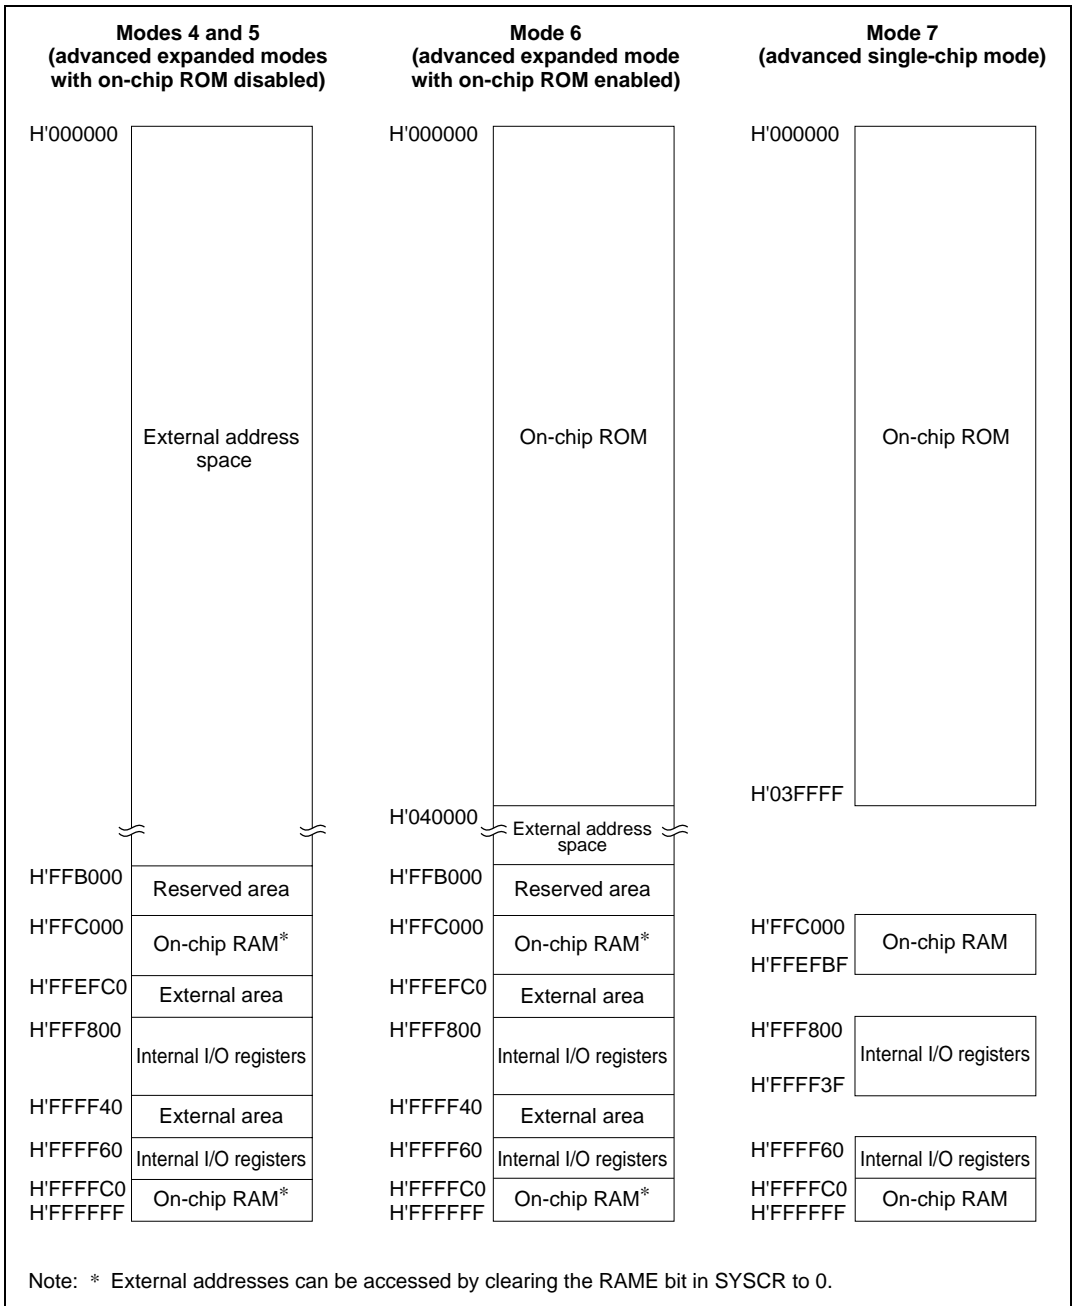 Modes 4 and 5
(advanced expanded modes
with on-chip ROM disabled)
H'000000
External address
space
H'FFB000
Reserved area
H'FFC000
On-chip RAM*
H'FFEFC0
External area
H'FFF800
Internal I/O registers
H'FFFF40
External area
H'FFFF60
Internal I/O registers
H'FFFFC0
On-chip RAM*
H'FFFFFF
Mode 6
(advanced expanded mode
with on-chip ROM enabled)
H'000000
On-chip ROM
H'040000
External address
space
H'FFB000
Reserved area
H'FFC000
On-chip RAM*
H'FFEFC0
External area
H'FFF800
Internal I/O registers
H'FFFF40
External area
H'FFFF60
Internal I/O registers
H'FFFFC0
On-chip RAM*
H'FFFFFF
Mode 7
(advanced single-chip mode)
H'000000
On-chip ROM
H'03FFFF
H'FFC000
On-chip RAM
H'FFEFBF
H'FFF800
Internal I/O registers
H'FFFF3F
H'FFFF60
Internal I/O registers
H'FFFFC0
On-chip RAM
H'FFFFFF
Note: * External addresses can be accessed by clearing the RAME bit in SYSCR to 0.